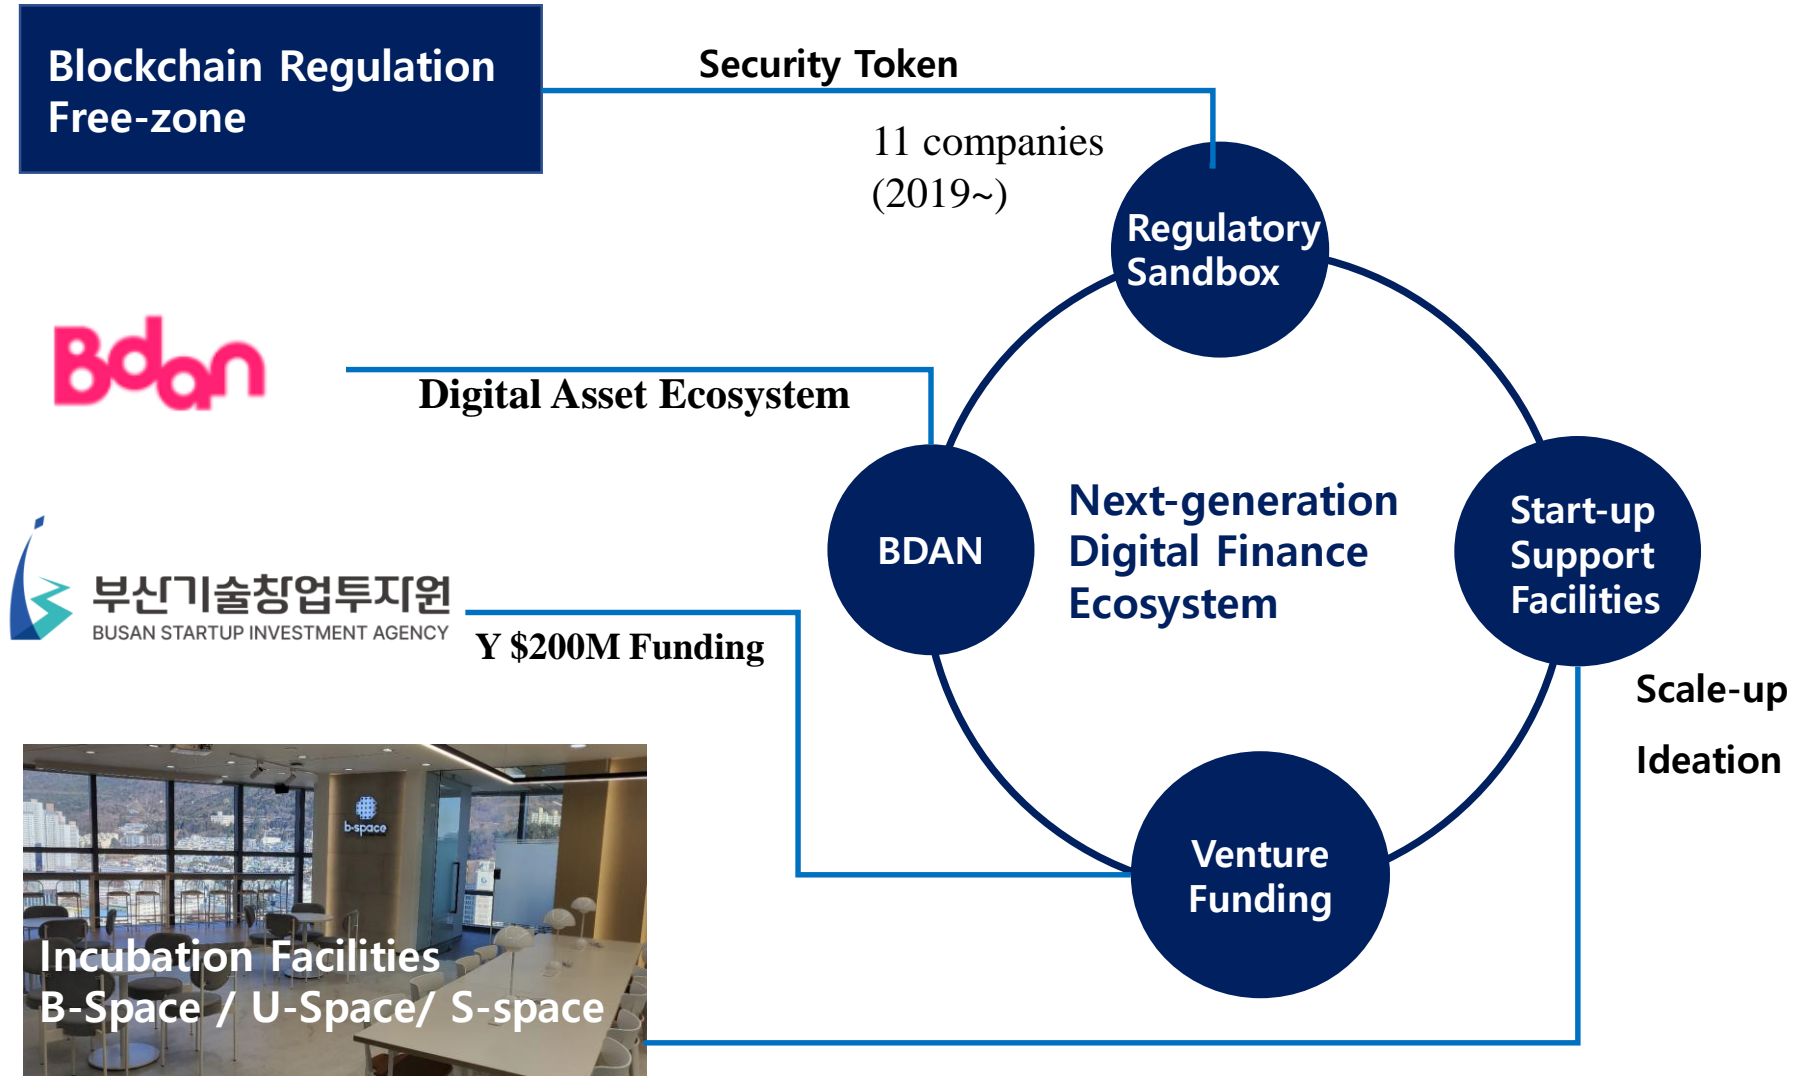 Blockchain Regulation
Free-zone
Security Token
11 companies
(2019~)
Regulatory
Sandbox
Bdan
Digital Asset Ecosystem
BDAN
Next-generation
Digital Finance
Ecosystem
Start-up
Support
Facilities
부산기술창업투자원
BUSAN STARTUP INVESTMENT AGENCY
Y $200M Funding
Scale-up
Ideation
Venture
Funding
b-space
Incubation Facilities
B-Space / U-Space/ S-space